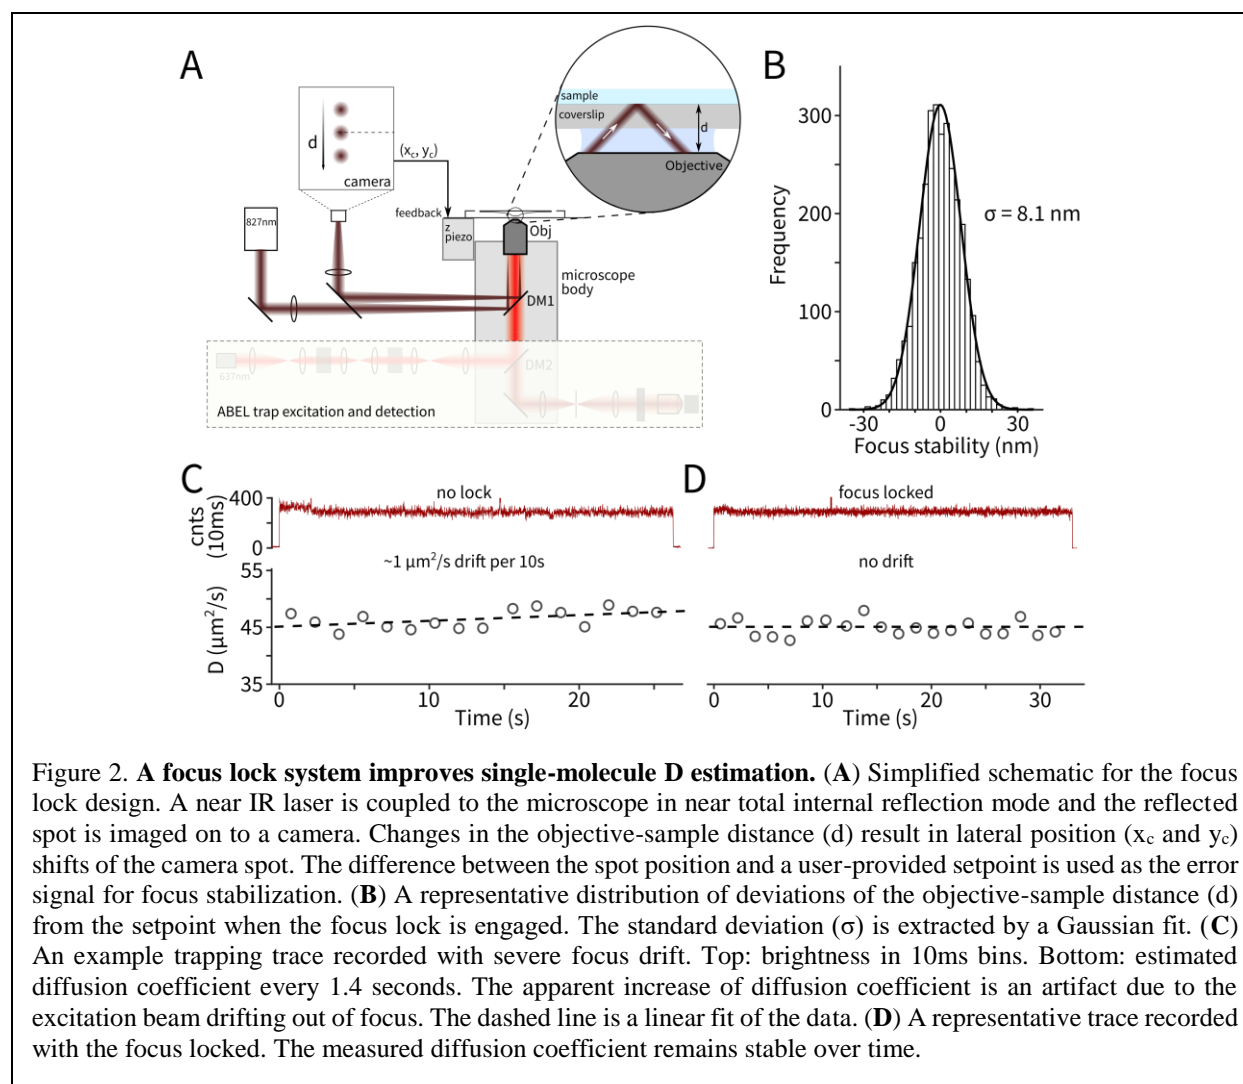 A
sample
coverslip
d
Objective
d
camera
(x_c, y_c)
827nm
feedback
z
piezo
Obj
microscope
body
DM1
637nm
DM2
ABEL trap excitation and detection
B
Frequency
300
200
100
0
σ = 8.1 nm
-30
0
30
Focus stability (nm)
C
cnts
(10ms)
400
0
no lock
~1 μm²/s drift per 10s
D (μm²/s)
55
45
35
0
10
20
Time (s)
D
focus locked
no drift
0
10
20
30
Time (s)
Figure 2. A focus lock system improves single-molecule D estimation. (A) Simplified schematic for the focus
lock design. A near IR laser is coupled to the microscope in near total internal reflection mode and the reflected
spot is imaged on to a camera. Changes in the objective-sample distance (d) result in lateral position (x_c and y_c)
shifts of the camera spot. The difference between the spot position and a user-provided setpoint is used as the error
signal for focus stabilization. (B) A representative distribution of deviations of the objective-sample distance (d)
from the setpoint when the focus lock is engaged. The standard deviation (σ) is extracted by a Gaussian fit. (C)
An example trapping trace recorded with severe focus drift. Top: brightness in 10ms bins. Bottom: estimated
diffusion coefficient every 1.4 seconds. The apparent increase of diffusion coefficient is an artifact due to the
excitation beam drifting out of focus. The dashed line is a linear fit of the data. (D) A representative trace recorded
with the focus locked. The measured diffusion coefficient remains stable over time.